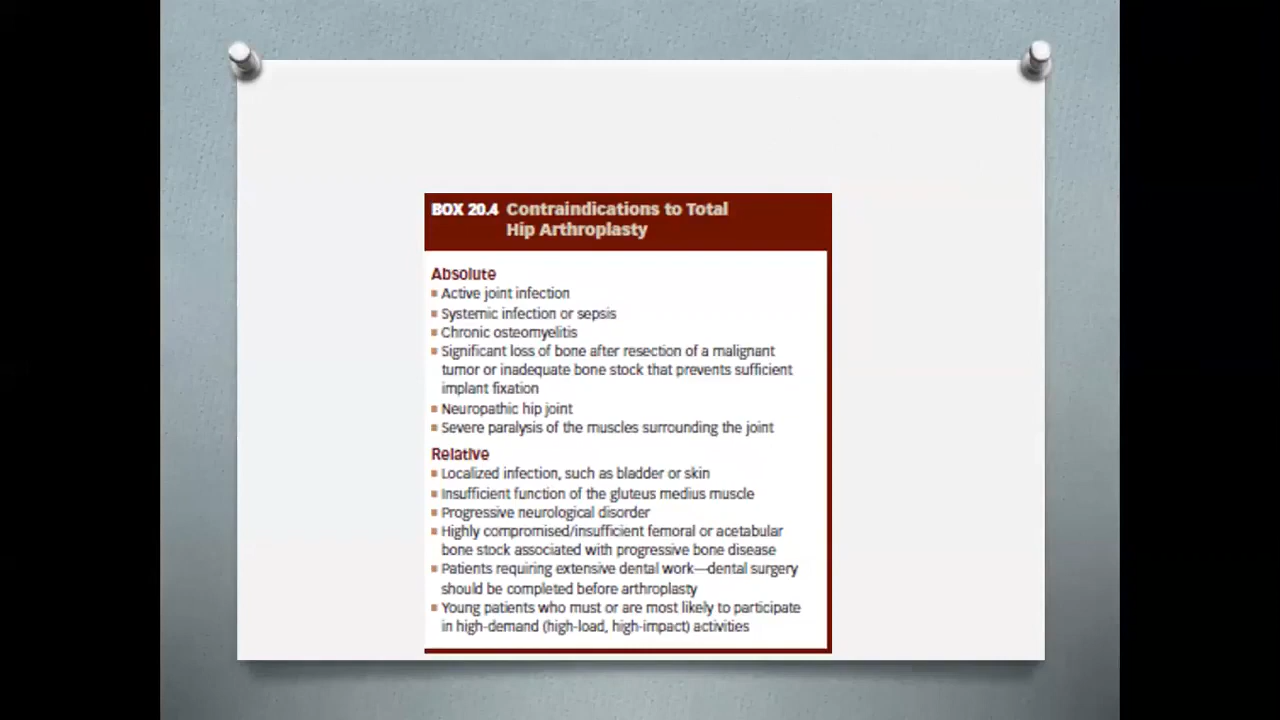 BOX 20.4 Contraindications to Total
Hip Arthroplasty
Absolute
▪ Active joint infection
▪ Systemic infection or sepsis
▪ Chronic osteomyelitis
▪ Significant loss of bone after resection of a malignant
tumor or inadequate bone stock that prevents sufficient
implant fixation
▪ Neuropathic hip joint
▪ Severe paralysis of the muscles surrounding the joint
Relative
▪ Localized infection, such as bladder or skin
▪ Insufficient function of the gluteus medius muscle
▪ Progressive neurological disorder
▪ Highly compromised/insufficient femoral or acetabular
bone stock associated with progressive bone disease
▪ Patients requiring extensive dental work—dental surgery
should be completed before arthroplasty
▪ Young patients who must or are most likely to participate
in high-demand (high-load, high-impact) activities